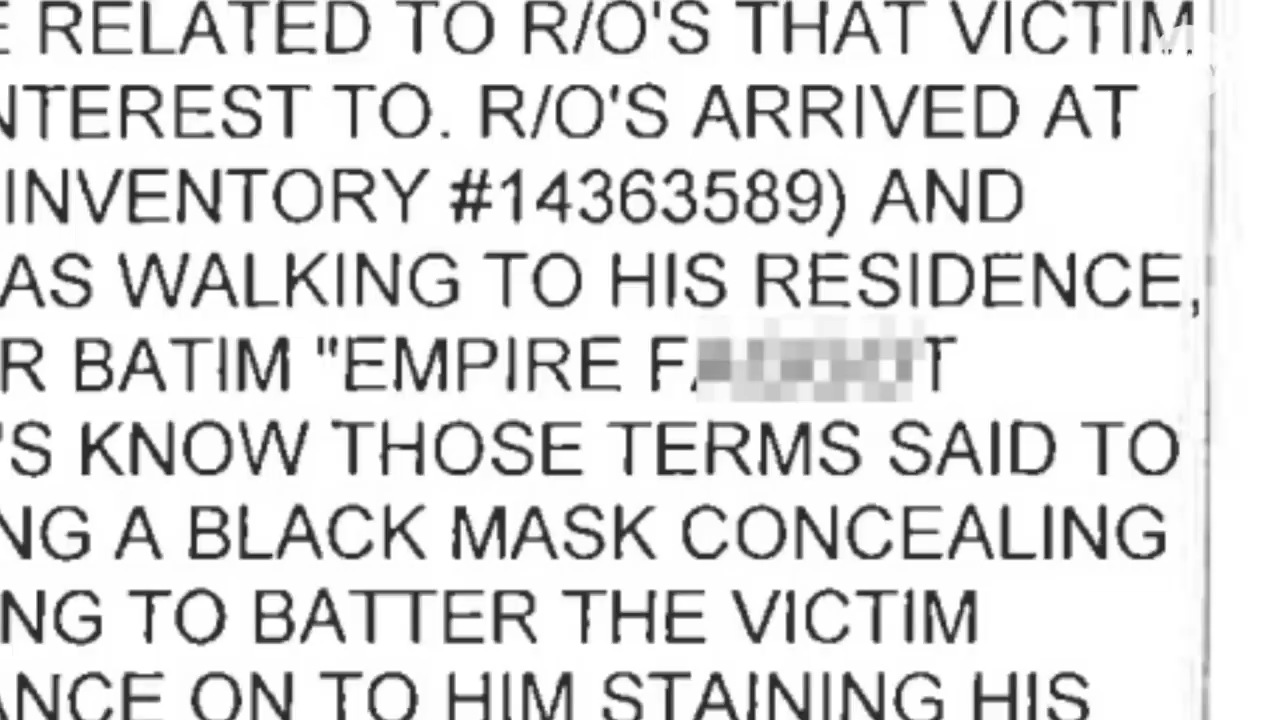 E RELATED TO R/O'S THAT VICTIM
NTEREST TO. R/O'S ARRIVED AT
INVENTORY #14363589) AND
AS WALKING TO HIS RESIDENCE,
R BATIM "EMPIRE
'S KNOW THOSE TERMS SAID TO
NG A BLACK MASK CONCEALING
NG TO BATTER THE VICTIM
ANCE ON TO HIM STAINING HIS